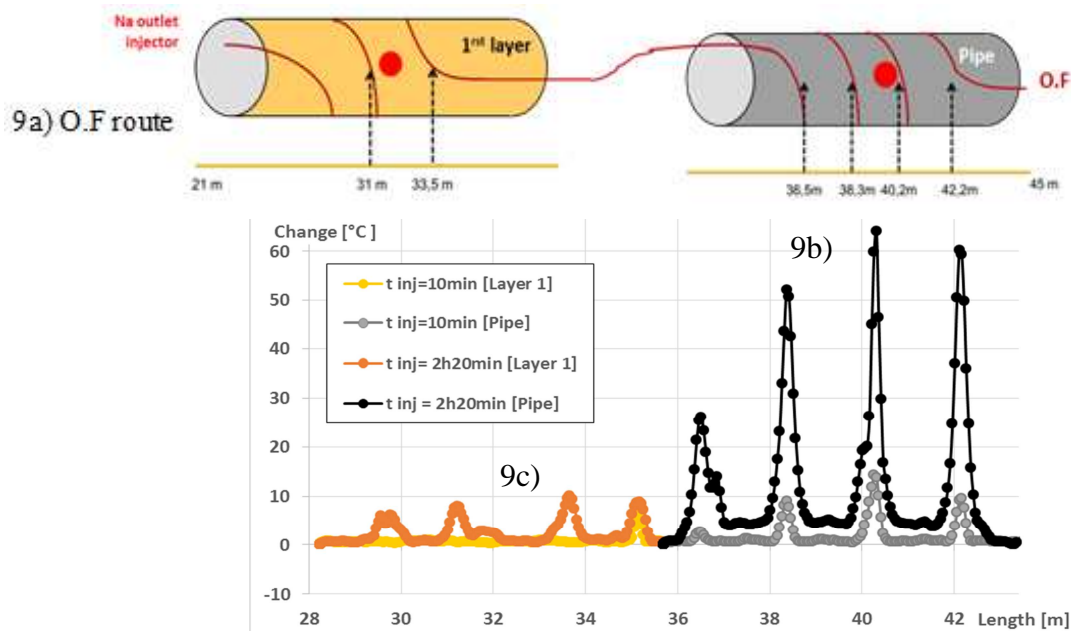 Na outlet
injector
1ⁿᵗ layer
Pipe
O.F
9a) O.F route
21 m
31 m
33,5m
36,5m
38,3m
40,2m
42,2m
45 m
Change [°C ]
9b)
60
t inj=10min [Layer 1]
50
t inj=10min [Pipe]
40
t inj= 2h20min [Layer 1]
30
t inj = 2h20min [Pipe]
20
9c)
10
0
-10
28
30
32
34
36
38
40
42
Length [m]